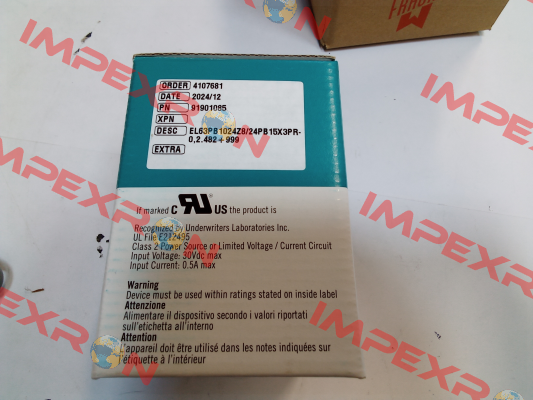 FRAGILE
ORDER 4107681
DATE 2024/12
PN 91901085
XPN
DESC EL63PB1024Z8/24PB15X3PR-
0,2.482+999
EXTRA
If marked C RU US the product is
Recognized by Underwriters Laboratories Inc.
UL File E212495
Class 2 Power Source or Limited Voltage / Current Circuit
Input Voltage: 30Vdc max
Input Current: 0.5A max
Warning
Device must be used within ratings stated on inside label
Attenzione
Alimentare il dispositivo secondo i valori riportati
sull'etichetta all'interno
Attention
L'appareil doit être utilisé dans les notes indiquées sur
l'étiquette à l'intérieur
IMPEXRON
IMPEXRON
IMPEXRON
IMPEXRON